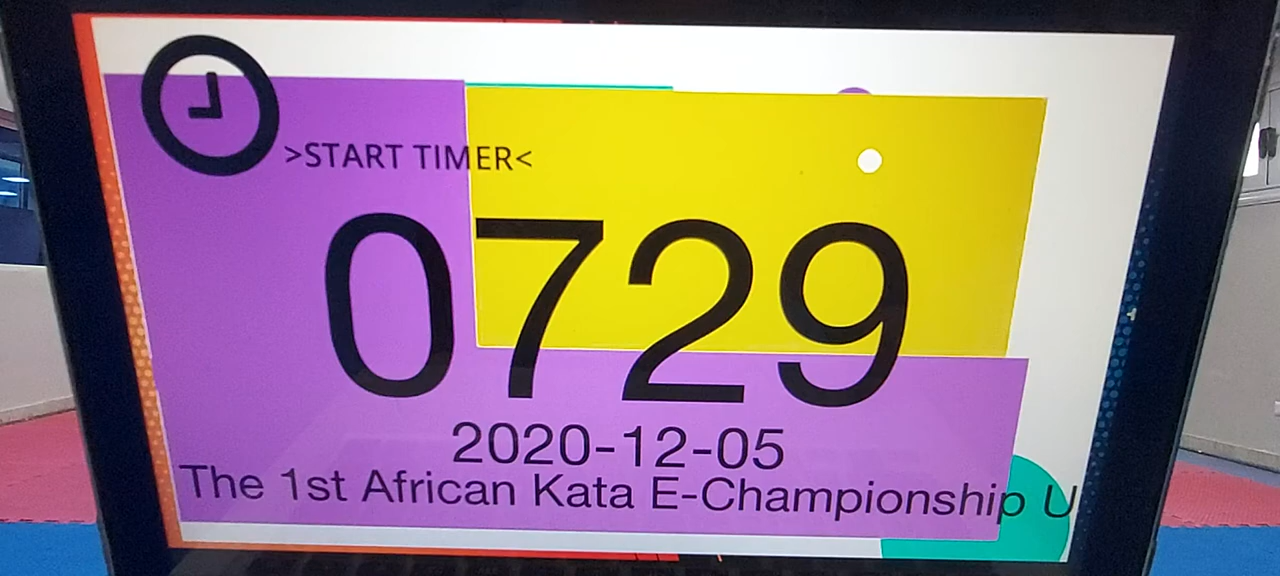 >START TIMER<
0729
2020-12-05
The 1st African Kata E-Championship U